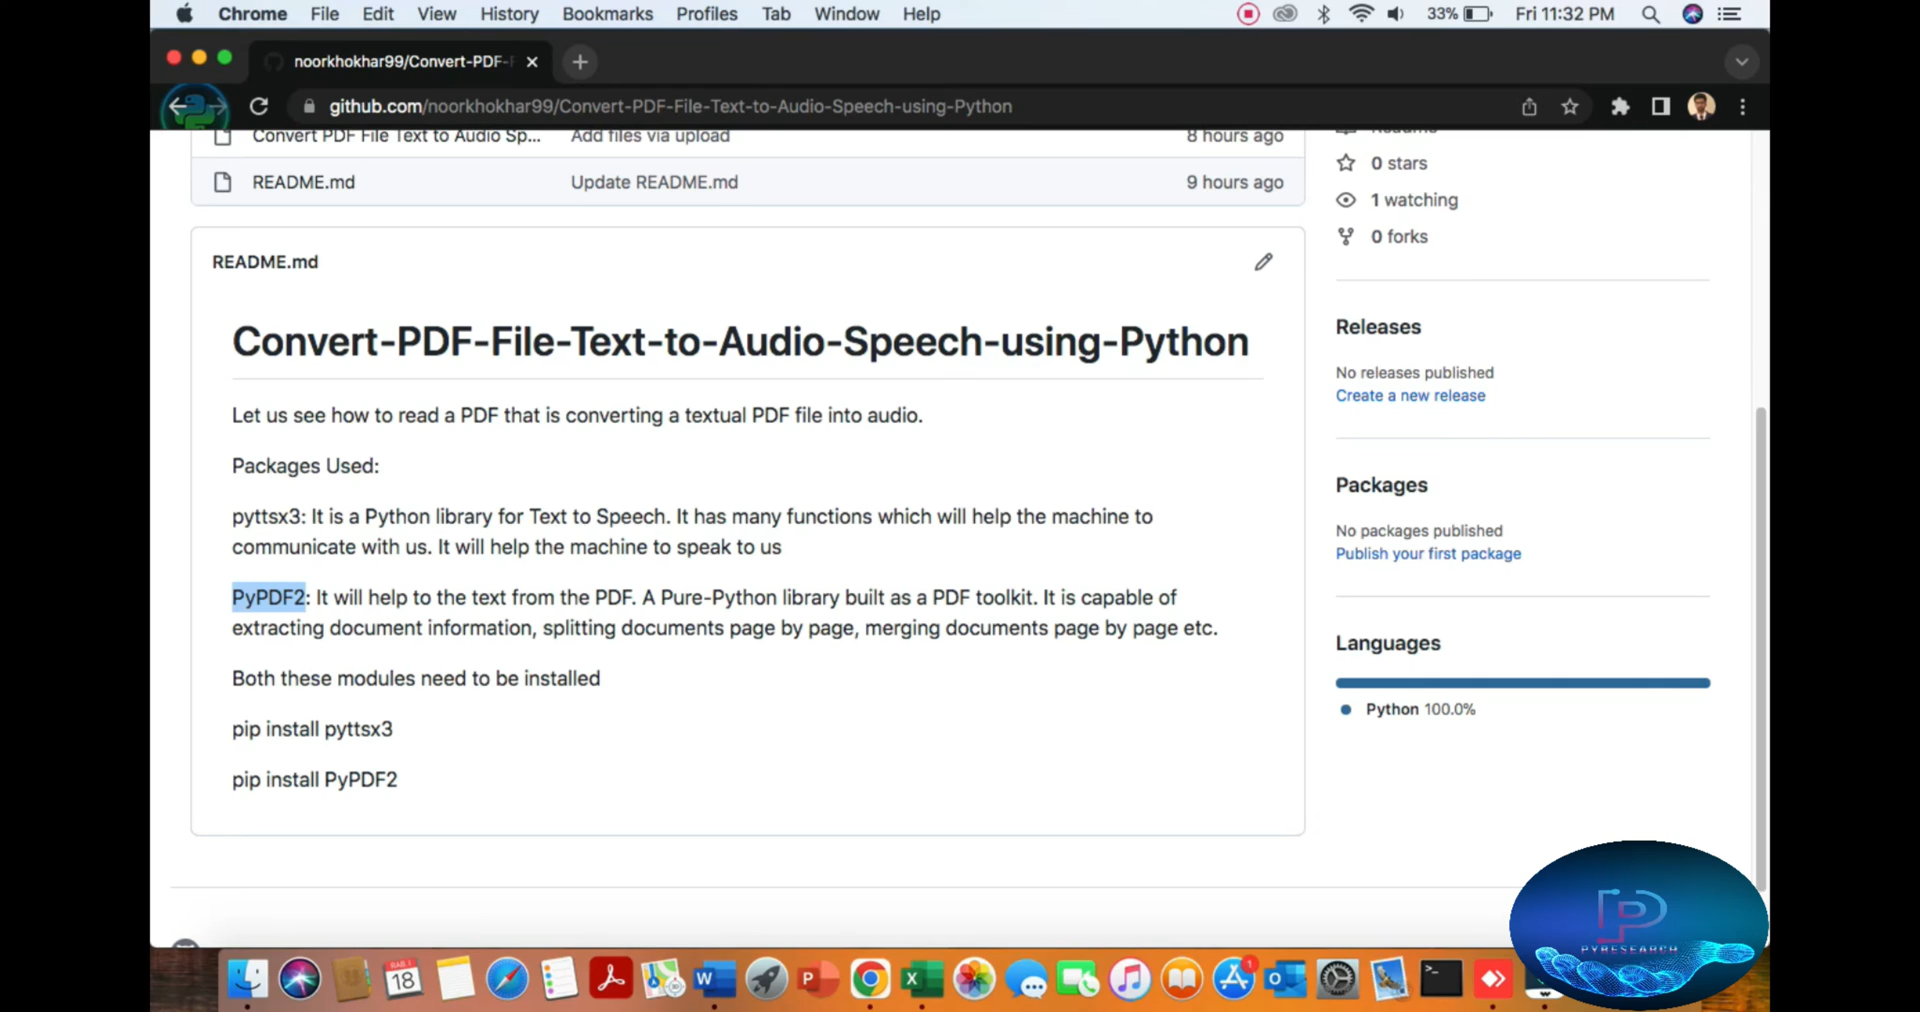 Chrome File Edit View History Bookmarks Profiles Tab Window Help 33% Fri 11:32 PM
noorkhokhar99/Convert-PDF-F
github.com/noorkhokhar99/Convert-PDF-File-Text-to-Audio-Speech-using-Python
Convert PDF File Text to Audio Sp... Add files via upload 8 hours ago
README.md Update README.md 9 hours ago
Readme
0 stars
1 watching
0 forks
README.md
Convert-PDF-File-Text-to-Audio-Speech-using-Python
Let us see how to read a PDF that is converting a textual PDF file into audio.
Packages Used:
pyttsx3: It is a Python library for Text to Speech. It has many functions which will help the machine to
communicate with us. It will help the machine to speak to us
PyPDF2: It will help to the text from the PDF. A Pure-Python library built as a PDF toolkit. It is capable of
extracting document information, splitting documents page by page, merging documents page by page etc.
Both these modules need to be installed
pip install pyttsx3
pip install PyPDF2
Releases
No releases published
Create a new release
Packages
No packages published
Publish your first package
Languages
Python 100.0%
PYRESEARCH
18
1